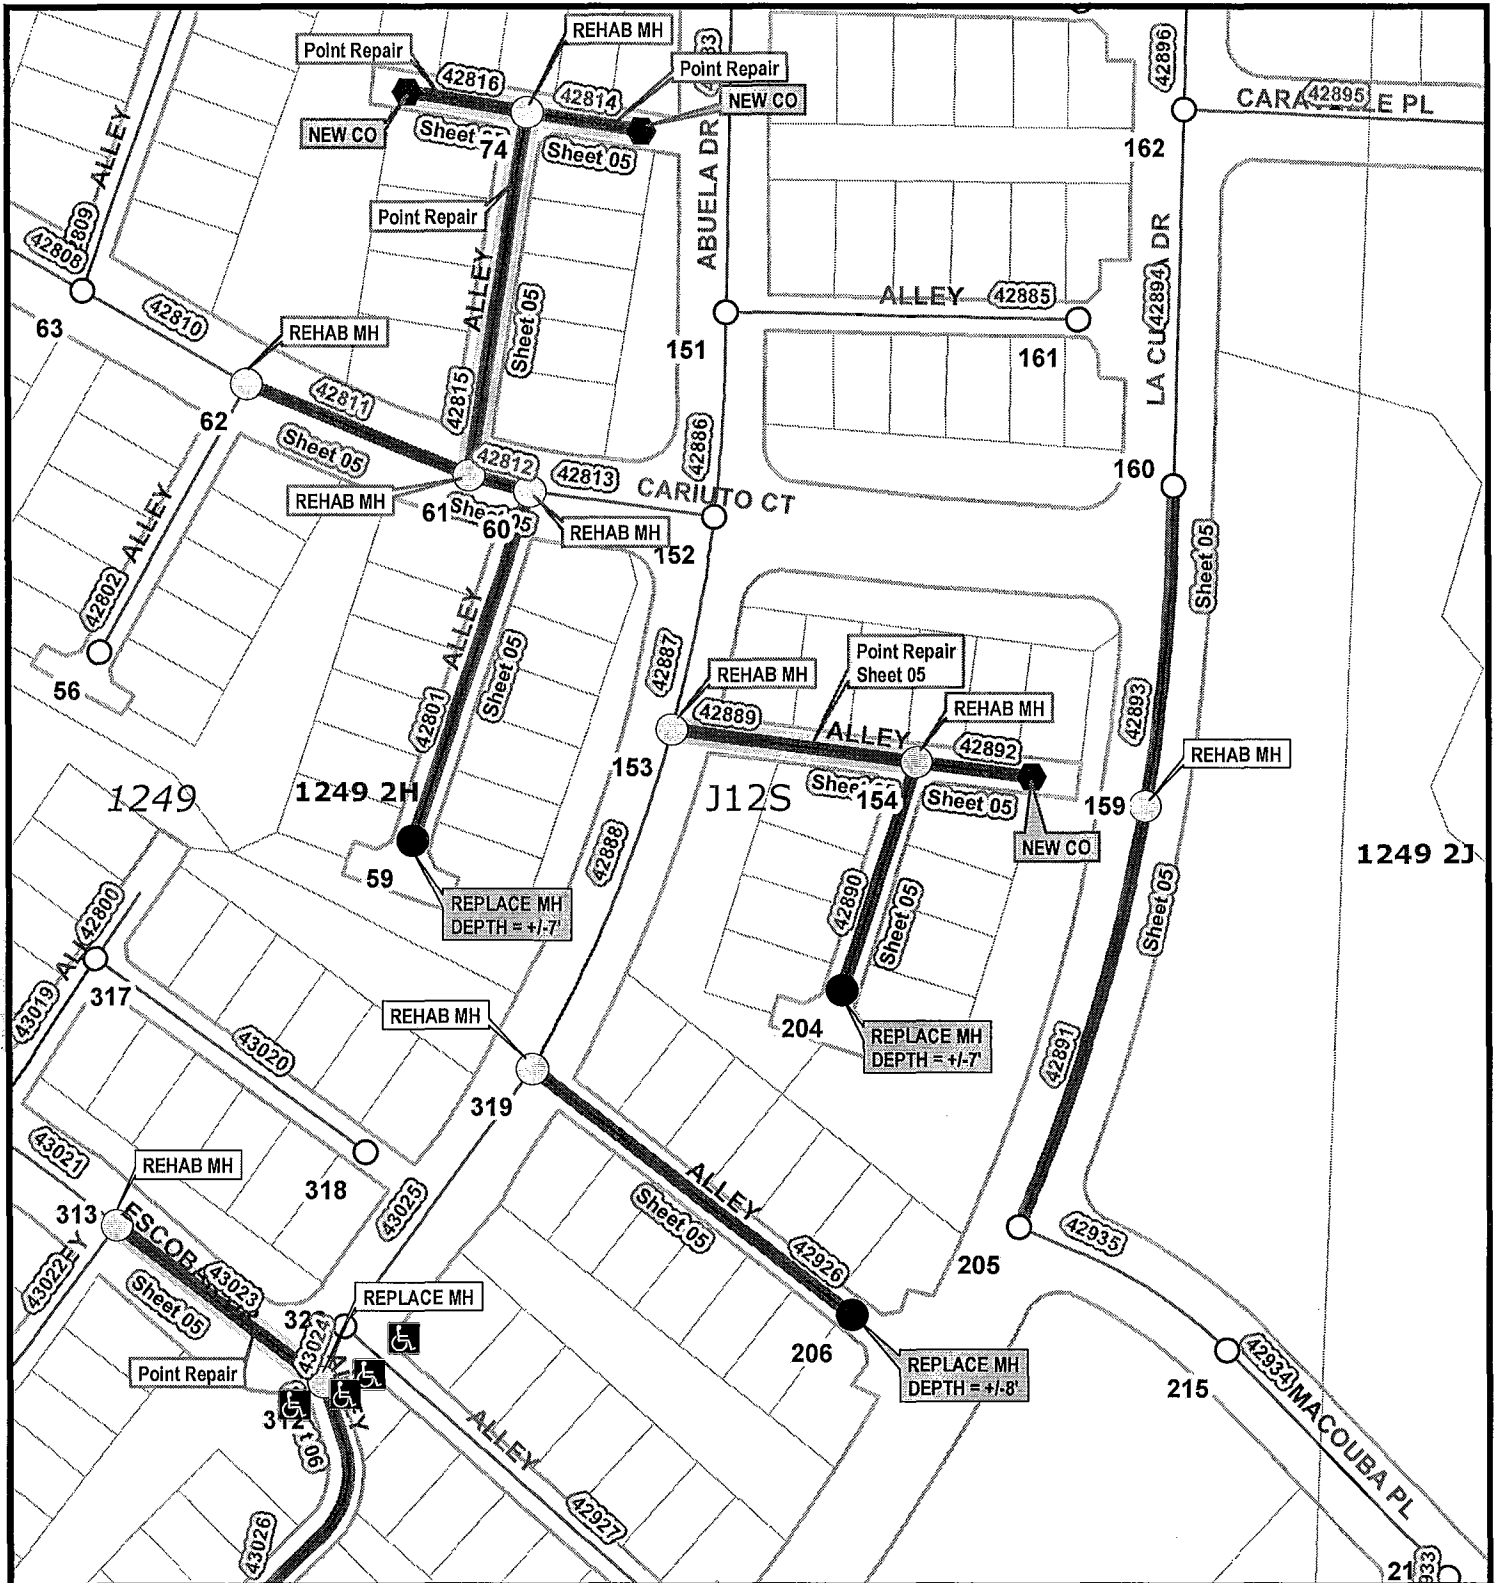 REHAB MH
Point Repair
42816
42814
Point Repair
NEW CO
NEW CO
74
Sheet 05
ABUELA DR
42896
42895
PL
162
ALLEY
42808
63
42810
REHAB MH
Point Repair
ALLEY
Sheet 05
42815
151
ALLEY
42885
161
42894
DR
62
42811
Sheet 05
REHAB MH
61
42812
60
42813
CARIUTO CT
REHAB MH
152
42886
160
Sheet 05
ALLEY
42802
56
ALLEY
42801
Sheet 05
42887
REHAB MH
Point Repair
Sheet 05
REHAB MH
42889
ALLEY
42892
153
154
Sheet 05
NEW CO
42893
159
REHAB MH
1249
1249 2H
J12S
1249 2J
59
REPLACE MH
DEPTH = +/-7'
42888
42890
Sheet 05
Sheet 05
204
REPLACE MH
DEPTH = +/-7'
42891
42800
317
43019
43020
318
REHAB MH
319
43021
REHAB MH
313
43022
43023
Sheet 05
Point Repair
43024
43025
REPLACE MH
312
43026
ALLEY
Sheet 05
42926
206
REPLACE MH
DEPTH = +/-8'
ALLEY
42927
205
42935
215
42934
MACOUBA PL